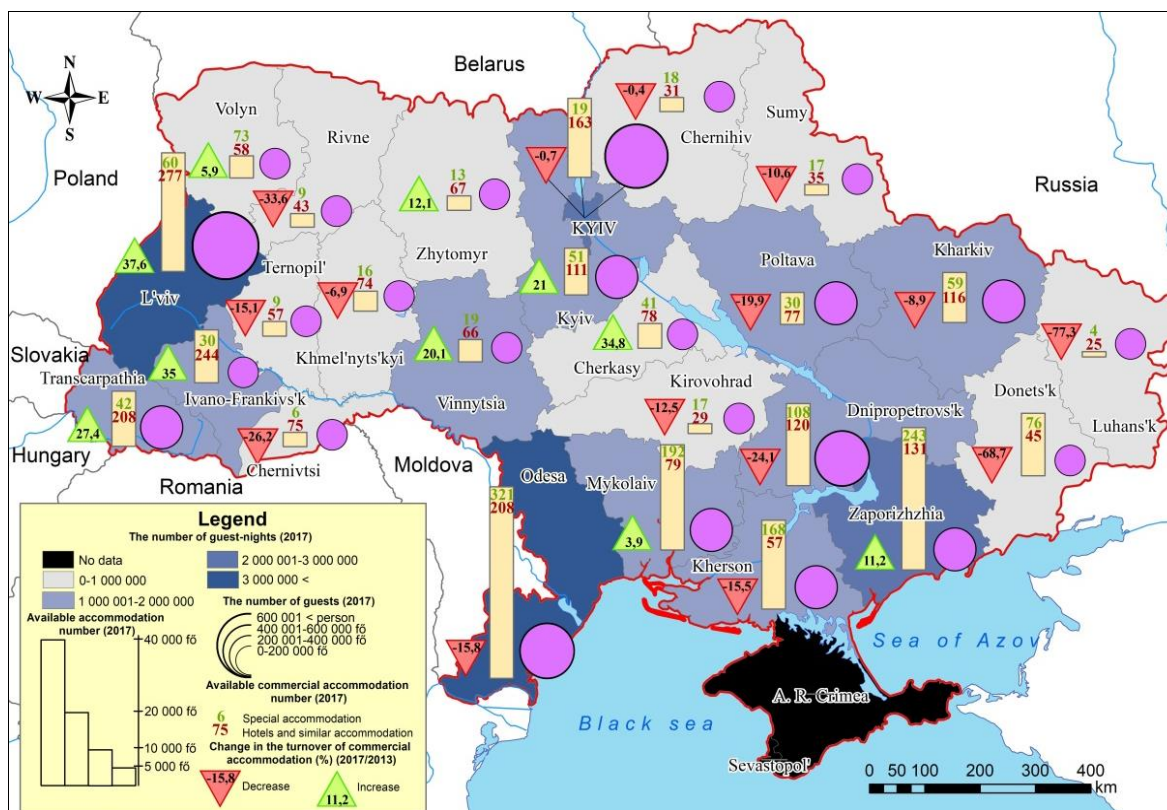 N
W E
S
Belarus
Poland
Russia
Slovakia
Hungary
Romania
Moldova
Black sea
Sea of Azov
Volyn
73
58
5,9
Rivne
9
43
-33,6
13
67
12,1
Zhytomyr
19
163
-0,7
KYIV
18
31
-0,4
Chernihiv
Sumy
17
35
-10,6
60
277
37,6
L'viv
Ternopil'
9
57
-15,1
16
74
-6,9
Khmel'nyts'kyi
19
66
20,1
Vinnytsia
51
111
21
Kyiv
41
78
34,8
Cherkasy
Poltava
30
77
-19,9
Kharkiv
59
116
-8,9
4
25
-77,3
Luhans'k
Donets'k
76
45
-68,7
30
244
35
Ivano-Frankivs'k
Transcarpathia
42
208
27,4
6
75
-26,2
Chernivtsi
Kirovohrad
17
29
-12,5
Dnipropetrovs'k
108
120
-24,1
243
131
Zaporizhzhia
11,2
Odesa
321
208
-15,8
Mykolaiv
192
79
3,9
Kherson
168
57
-15,5
A. R. Crimea
Sevastopol'
Legend
The number of guest-nights (2017)
No data
0-1 000 000
1 000 001-2 000 000
2 000 001-3 000 000
3 000 000 <
Available accommodation
number (2017)
40 000 fő
20 000 fő
10 000 fő
5 000 fő
The number of guests (2017)
600 001 < person
400 001-600 000 fő
200 001-400 000 fő
0-200 000 fő
Available commercial accommodation
number (2017)
6 Special accommodation
75 Hotels and similar accommodation
Change in the turnover of commercial
accommodation (%) (2017/2013)
-15,8 Decrease
11,2 Increase
0 50 100 200 300 400
km